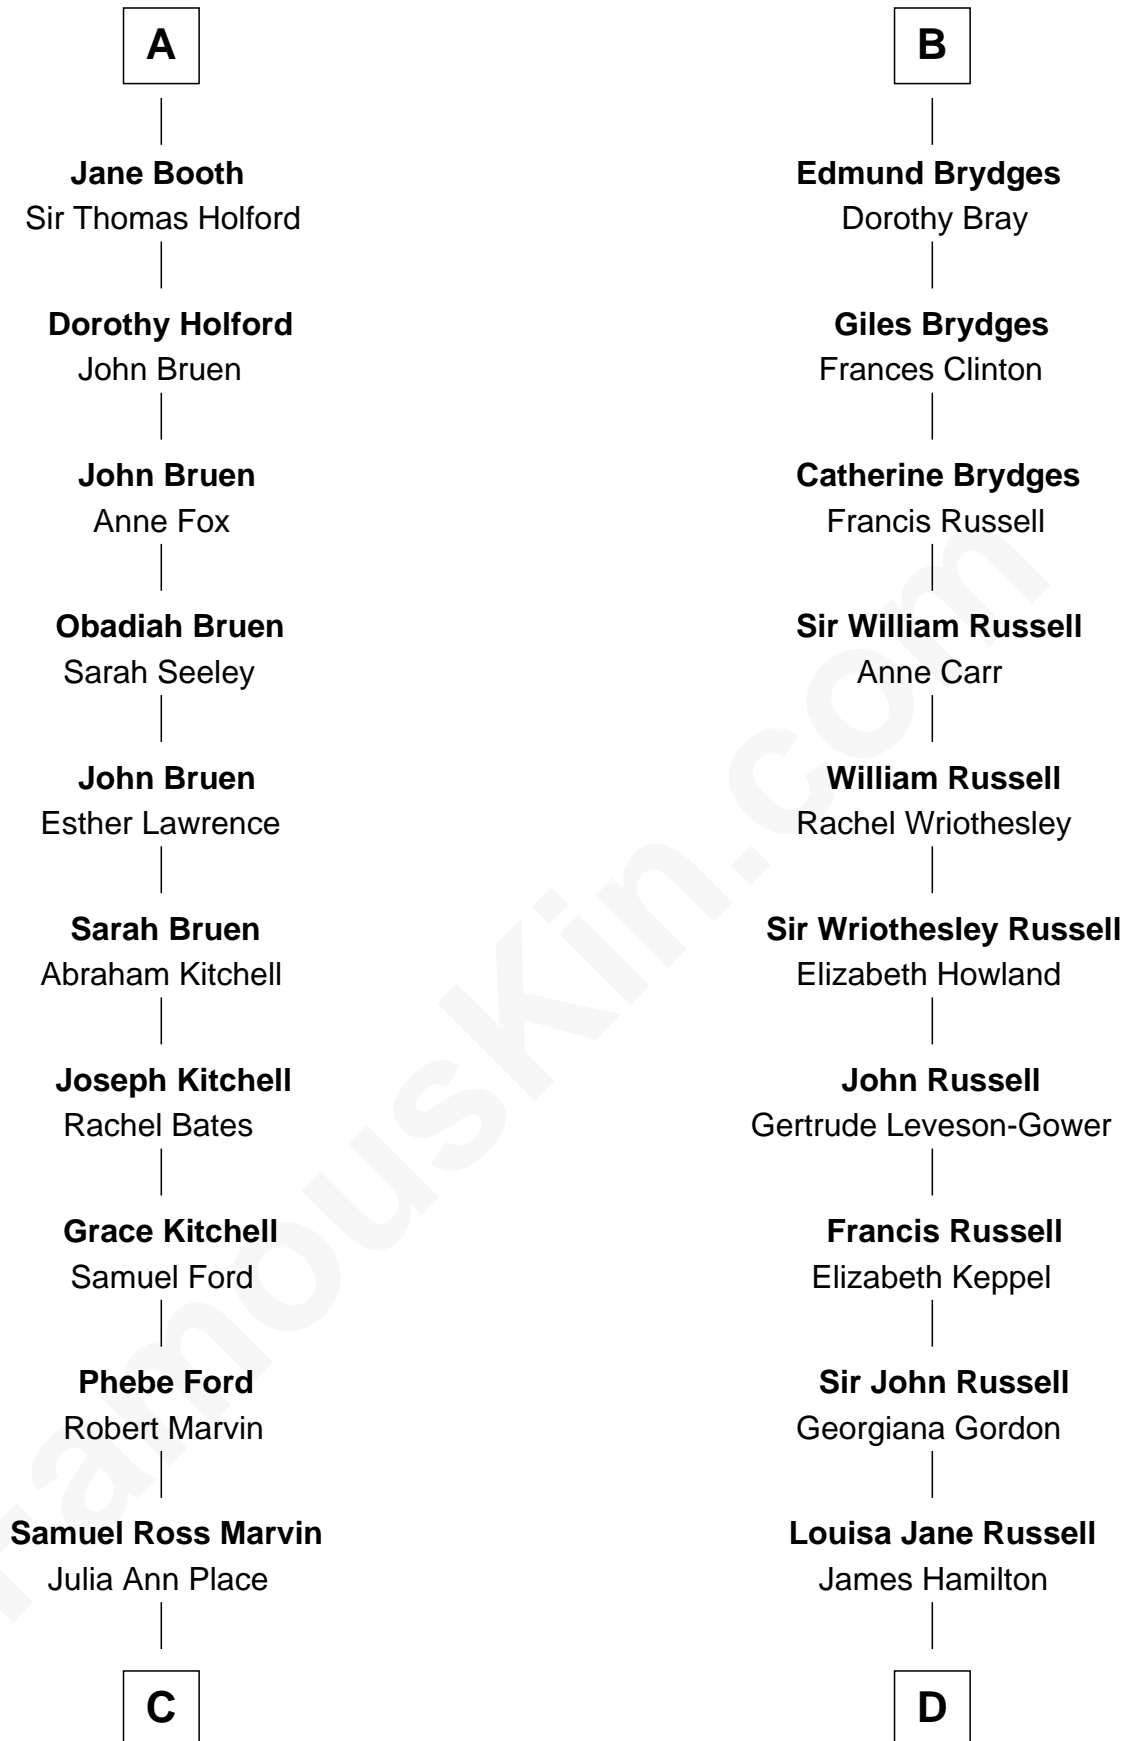 A
Jane Booth
Sir Thomas Holford
Dorothy Holford
John Bruen
John Bruen
Anne Fox
Obadiah Bruen
Sarah Seeley
John Bruen
Esther Lawrence
Sarah Bruen
Abraham Kitchell
Joseph Kitchell
Rachel Bates
Grace Kitchell
Samuel Ford
Phebe Ford
Robert Marvin
Samuel Ross Marvin
Julia Ann Place
C
B
Edmund Brydges
Dorothy Bray
Giles Brydges
Frances Clinton
Catherine Brydges
Francis Russell
Sir William Russell
Anne Carr
William Russell
Rachel Wriothesley
Sir Wriothesley Russell
Elizabeth Howland
John Russell
Gertrude Leveson-Gower
Francis Russell
Elizabeth Keppel
Sir John Russell
Georgiana Gordon
Louisa Jane Russell
James Hamilton
D
FamousKin.com